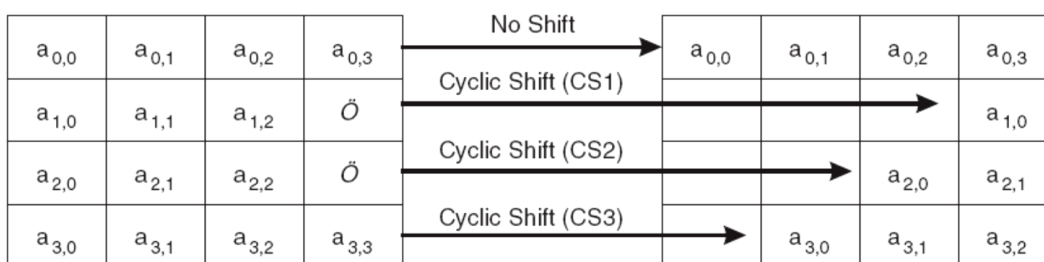 No Shift
a0,0 a0,1 a0,2 a0,3 a0,0 a0,1 a0,2 a0,3
Cyclic Shift (CS1)
a1,0 a1,1 a1,2 Ö a1,0
Cyclic Shift (CS2)
a2,0 a2,1 a2,2 Ö a2,0 a2,1
Cyclic Shift (CS3)
a3,0 a3,1 a3,2 a3,3 a3,0 a3,1 a3,2